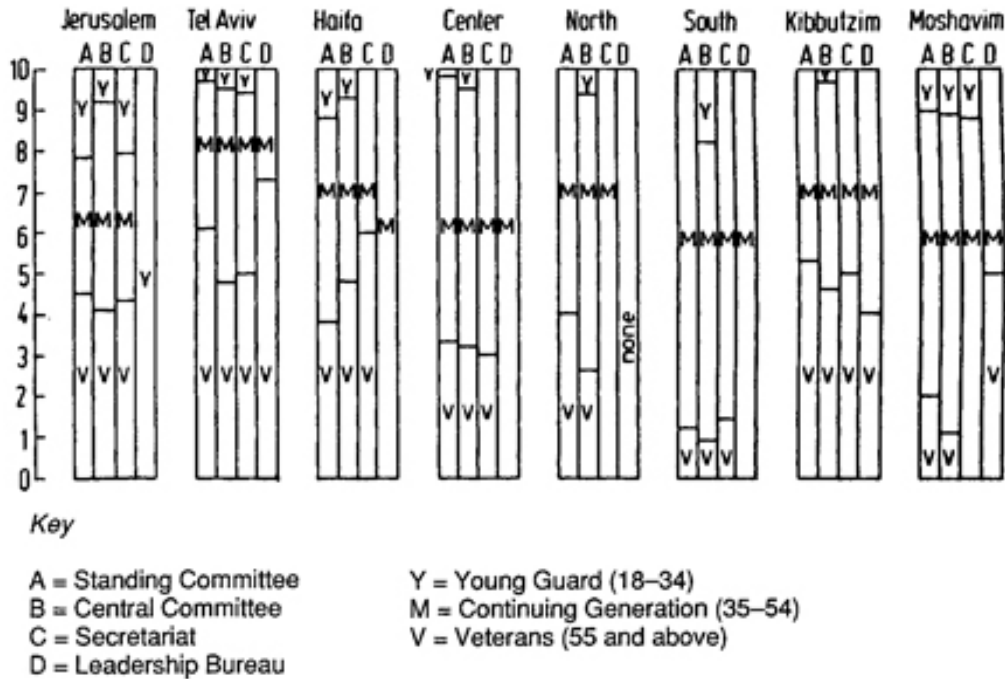 Jerusalem Tel Aviv Haifa Center North South Kibbutzim Moshavim
A B C D A B C D A B C D A B C D A B C D A B C D A B C D A B C D
10
9
8
7
6
5
4
3
2
1
0
Y Y Y Y
M M M
V V V
Y Y Y
M M M M
V V V V
Y Y
M M M M
V V V
Y Y
M M M M
V V V
Y
M M M
V V
none
Y
M M M M
V V V
Y
M M M M
V V V V
Y Y Y
M M M M
V V V
Key
A = Standing Committee Y = Young Guard (18–34)
B = Central Committee M = Continuing Generation (35–54)
C = Secretariat V = Veterans (55 and above)
D = Leadership Bureau